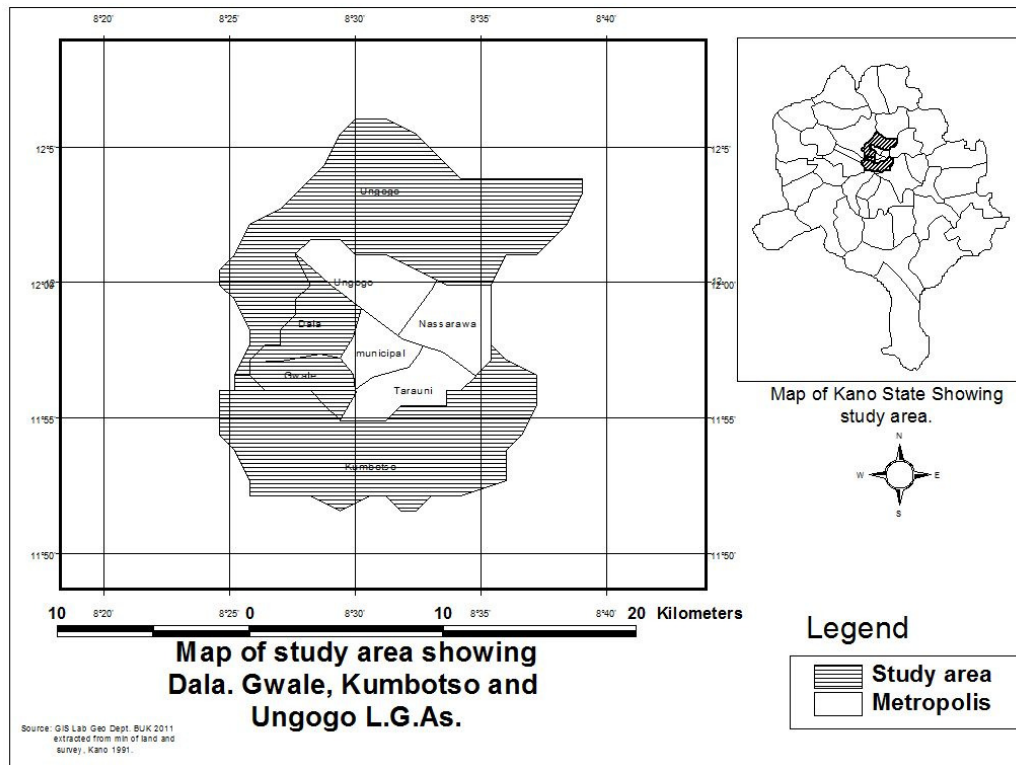 8°20' 8°25' 8°30' 8°35' 8°40'
12°5' 12°5'
Ungogo
Ungogo
Dala
Nassarawa
municipal
Gwale
Tarauni
11°55' 11°55'
Kumbotso
11°50' 11°50'
8°20' 8°25' 8°30' 8°35' 8°40'
10 0 10 20 Kilometers
Map of study area showing
Dala. Gwale, Kumbotso and
Ungogo L.G.As.
Source: GIS Lab Geo Dept. BUK 2011
extracted from min of land and
survey, Kano 1991.
Map of Kano State Showing
study area.
N
W E
S
Legend
Study area
Metropolis